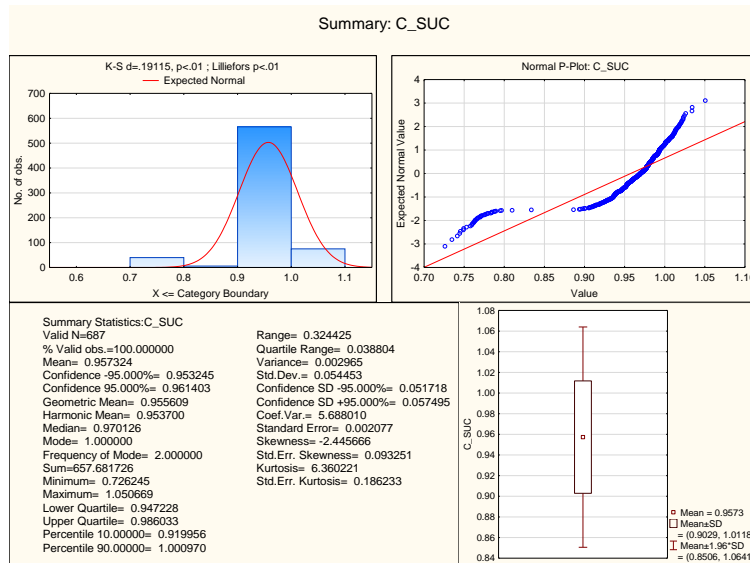 Summary: C_SUC
K-S d=.19115, p<.01 ; Lilliefors p<.01
Expected Normal
700
600
500
400
300
200
100
0
No. of obs.
0.6 0.7 0.8 0.9 1.0 1.1
X <= Category Boundary
Normal P-Plot: C_SUC
4
3
2
1
0
-1
-2
-3
-4
Expected Normal Value
0.70 0.75 0.80 0.85 0.90 0.95 1.00 1.05 1.10
Value
Summary Statistics:C_SUC
Valid N=687
% Valid obs.=100.000000
Mean= 0.957324
Confidence -95.000%= 0.953245
Confidence 95.000%= 0.961403
Geometric Mean= 0.955609
Harmonic Mean= 0.953700
Median= 0.970126
Mode= 1.000000
Frequency of Mode= 2.000000
Sum=657.681726
Minimum= 0.726245
Maximum= 1.050669
Lower Quartile= 0.947228
Upper Quartile= 0.986033
Percentile 10.00000= 0.919956
Percentile 90.00000= 1.000970
Range= 0.324425
Quartile Range= 0.038804
Variance= 0.002965
Std.Dev.= 0.054453
Confidence SD -95.000%= 0.051718
Confidence SD +95.000%= 0.057495
Coef.Var.= 5.688010
Standard Error= 0.002077
Skewness= -2.445666
Std.Err. Skewness= 0.093251
Kurtosis= 6.360221
Std.Err. Kurtosis= 0.186233
1.08
1.06
1.04
1.02
1.00
0.98
0.96
0.94
0.92
0.90
0.88
0.86
0.84
C_SUC
Mean = 0.9573
Mean±SD
= (0.9029, 1.0118
Mean±1.96*SD
= (0.8506, 1.0641